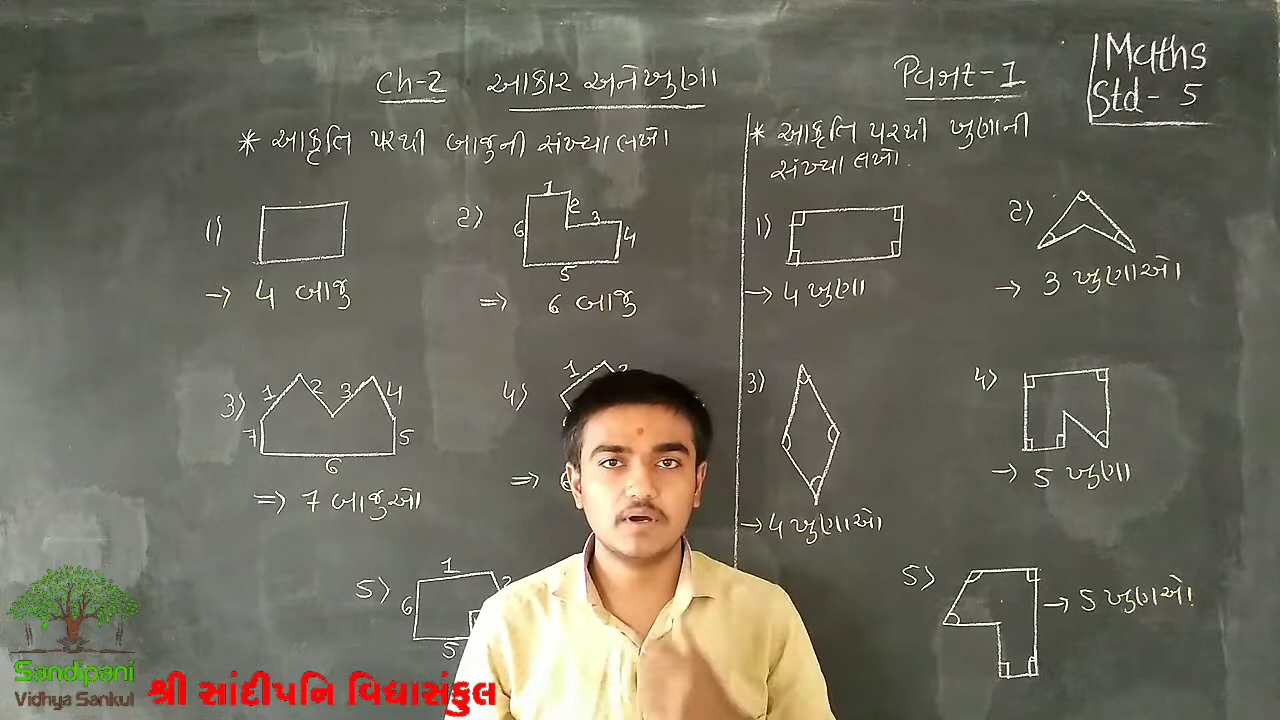 Ch-2 આકાર અને ખુણા
Part-1
Maths
Std- 5
* આકૃતિ પરથી બાજુની સંખ્યા લખો
1)
→ 4 બાજુ
2)
1
2
3
4
5
6
⇒ 6 બાજુ
3)
1
2
3
4
5
6
7
⇒ 7 બાજુઓ
4)
1
⇒
5)
1
6
5
* આકૃતિ પરથી ખુણાની
સંખ્યા લખો.
1)
→ 4 ખુણા
2)
→ 3 ખુણાઓ
3)
→ 4 ખુણાઓ
4)
→ 5 ખુણા
5)
→ 5 ખુણઓ
Sandipani
Vidhya Sankul
શ્રી સાંદીપનિ વિદ્યાસંકુલ